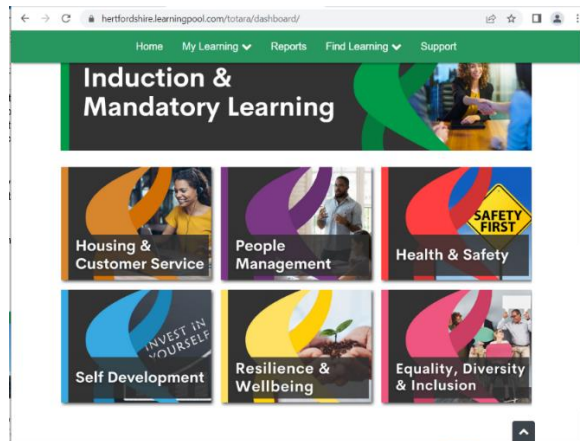 hertfordshire.learningpool.com/totara/dashboard/
Home My Learning Reports Find Learning Support
Induction &
Mandatory Learning
Housing &
Customer Service
People
Management
SAFETY
FIRST
Health & Safety
INVEST IN
YOURSELF
Self Development
Resilience &
Wellbeing
Equality, Diversity
& Inclusion